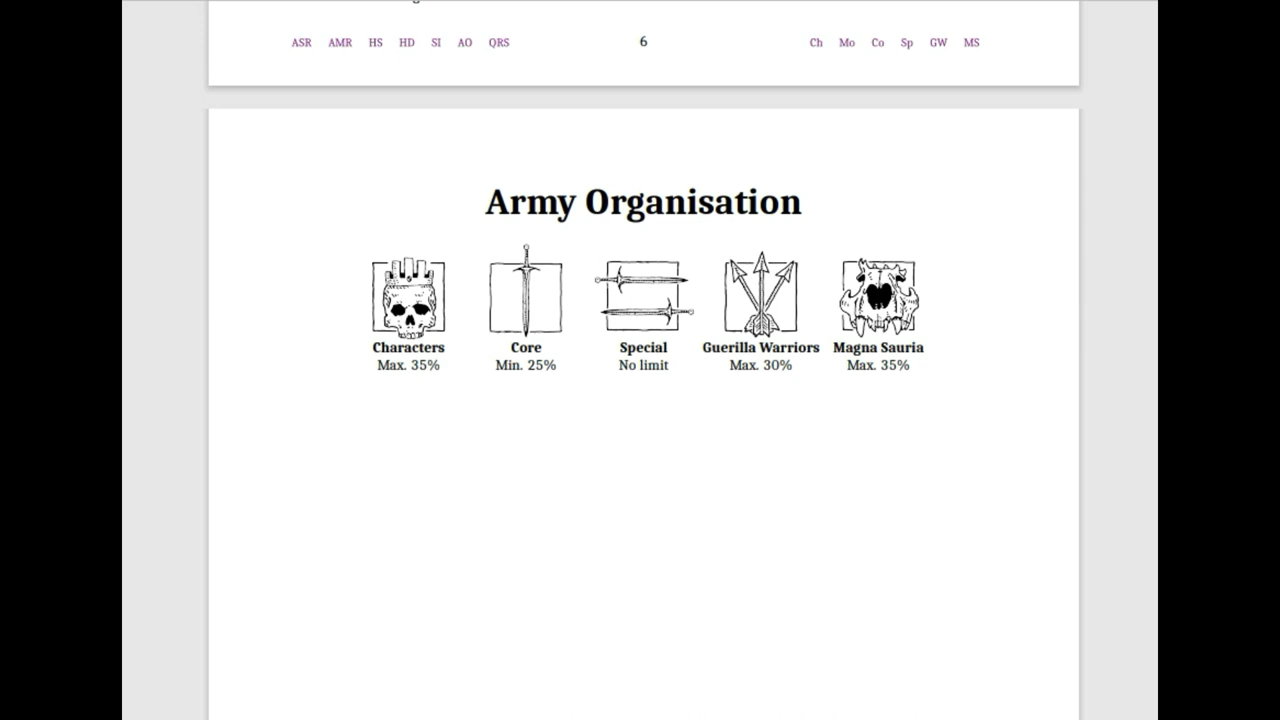 ASR AMR HS HD SI AO QRS 6 Ch Mo Co Sp GW MS
Army Organisation
Characters Core Special Guerilla Warriors Magna Sauria
Max. 35% Min. 25% No limit Max. 30% Max. 35%